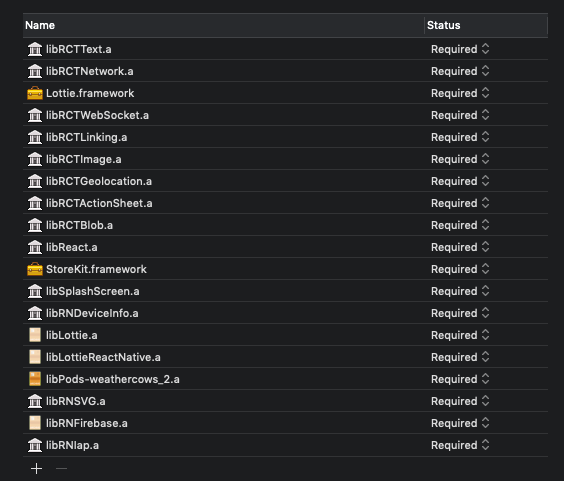 Name Status
libRCTText.a Required
libRCTNetwork.a Required
Lottie.framework Required
libRCTWebSocket.a Required
libRCTLinking.a Required
libRCTImage.a Required
libRCTGeolocation.a Required
libRCTActionSheet.a Required
libRCTBlob.a Required
libReact.a Required
StoreKit.framework Required
libSplashScreen.a Required
libRNDeviceInfo.a Required
libLottie.a Required
libLottieReactNative.a Required
libPods-weathercows_2.a Required
libRNSVG.a Required
libRNFirebase.a Required
libRNIap.a Required